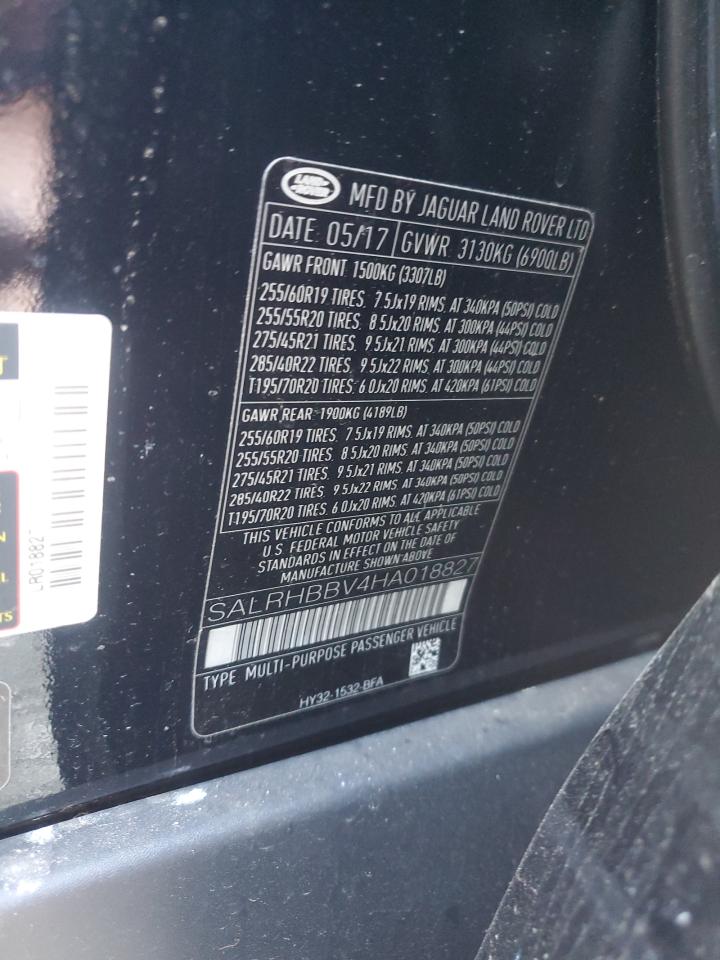 LAND ROVER
MFD BY JAGUAR LAND ROVER LTD
DATE 05/17 GVWR 3130KG (6900LB)
GAWR FRONT 1500KG (3307LB)
255/60R19 TIRES, 7.5Jx19 RIMS, AT 340KPA (50PSI) COLD
255/55R20 TIRES, 8 5Jx20 RIMS, AT 300KPA (44PSI) COLD
275/45R21 TIRES, 9 5Jx21 RIMS, AT 300KPA (44PSI) COLD
285/40R22 TIRES, 9 5Jx22 RIMS, AT 300KPA (44PSI) COLD
T195/70R20 TIRES, 6 0Jx20 RIMS, AT 420KPA (61PSI) COLD
GAWR REAR 1900KG (4189LB)
255/60R19 TIRES, 7 5Jx19 RIMS, AT 340KPA (50PSI) COLD
255/55R20 TIRES, 8 5Jx20 RIMS, AT 340KPA (50PSI) COLD
275/45R21 TIRES, 9 5Jx21 RIMS, AT 340KPA (50PSI) COLD
285/40R22 TIRES, 9 5Jx22 RIMS, AT 340KPA (50PSI) COLD
T195/70R20 TIRES, 6 0Jx20 RIMS, AT 420KPA (61PSI) COLD
THIS VEHICLE CONFORMS TO ALL APPLICABLE
U.S. FEDERAL MOTOR VEHICLE SAFETY
STANDARDS IN EFFECT ON THE DATE OF
MANUFACTURE SHOWN ABOVE
SALRHBBV4HA018827
TYPE MULTI-PURPOSE PASSENGER VEHICLE
HY32-1532-BFA
T
N
L
TS
LR01882